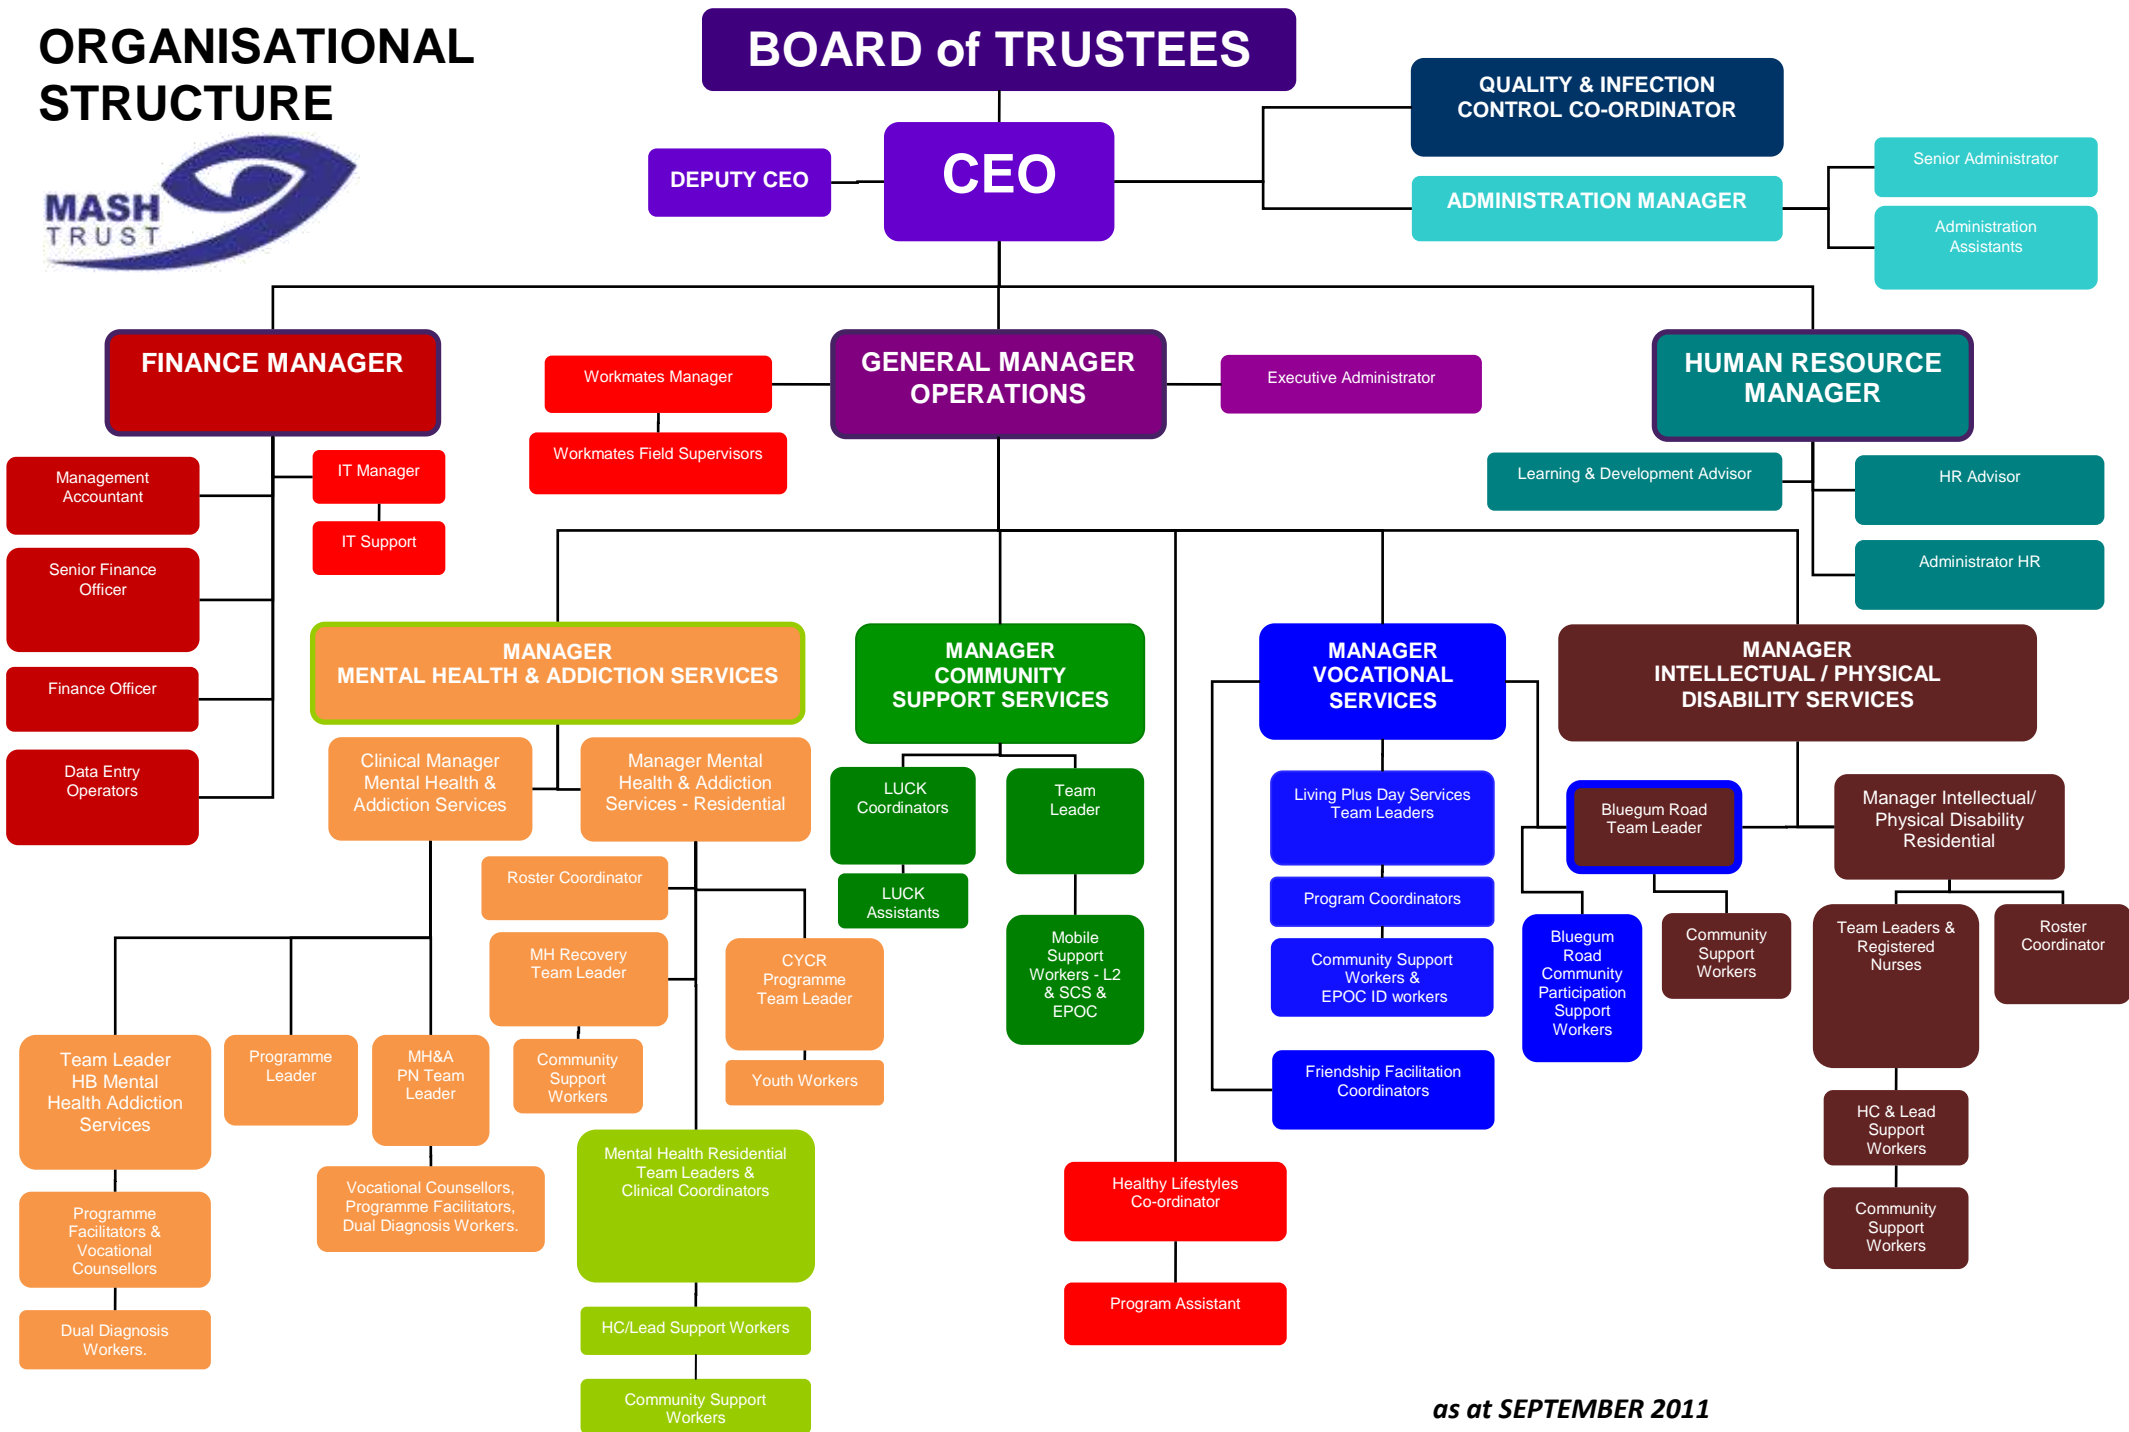 ORGANISATIONAL
STRUCTURE
MASH
TRUST
BOARD of TRUSTEES
CEO
DEPUTY CEO
QUALITY & INFECTION
CONTROL CO-ORDINATOR
ADMINISTRATION MANAGER
Senior Administrator
Administration
Assistants
FINANCE MANAGER
Workmates Manager
Workmates Field Supervisors
GENERAL MANAGER
OPERATIONS
Executive Administrator
HUMAN RESOURCE
MANAGER
Management
Accountant
IT Manager
IT Support
Senior Finance
Officer
Finance Officer
Data Entry
Operators
Learning & Development Advisor
HR Advisor
Administrator HR
MANAGER
MENTAL HEALTH & ADDICTION SERVICES
MANAGER
COMMUNITY
SUPPORT SERVICES
MANAGER
VOCATIONAL
SERVICES
MANAGER
INTELLECTUAL / PHYSICAL
DISABILITY SERVICES
Clinical Manager
Mental Health &
Addiction Services
Manager Mental
Health & Addiction
Services - Residential
Roster Coordinator
MH Recovery
Team Leader
Community
Support
Workers
CYCR
Programme
Team Leader
Youth Workers
Team Leader
HB Mental
Health Addiction
Services
Programme
Leader
MH&A
PN Team
Leader
Programme
Facilitators &
Vocational
Counsellors
Dual Diagnosis
Workers.
Vocational Counsellors,
Programme Facilitators,
Dual Diagnosis Workers.
Mental Health Residential
Team Leaders &
Clinical Coordinators
HC/Lead Support Workers
Community Support
Workers
LUCK
Coordinators
LUCK
Assistants
Team
Leader
Mobile
Support
Workers - L2
& SCS &
EPOC
Healthy Lifestyles
Co-ordinator
Program Assistant
Living Plus Day Services
Team Leaders
Program Coordinators
Community Support
Workers &
EPOC ID workers
Friendship Facilitation
Coordinators
Bluegum Road
Team Leader
Bluegum
Road
Community
Participation
Support
Workers
Community
Support
Workers
Manager Intellectual/
Physical Disability
Residential
Team Leaders &
Registered
Nurses
Roster
Coordinator
HC & Lead
Support
Workers
Community
Support
Workers
as at SEPTEMBER 2011